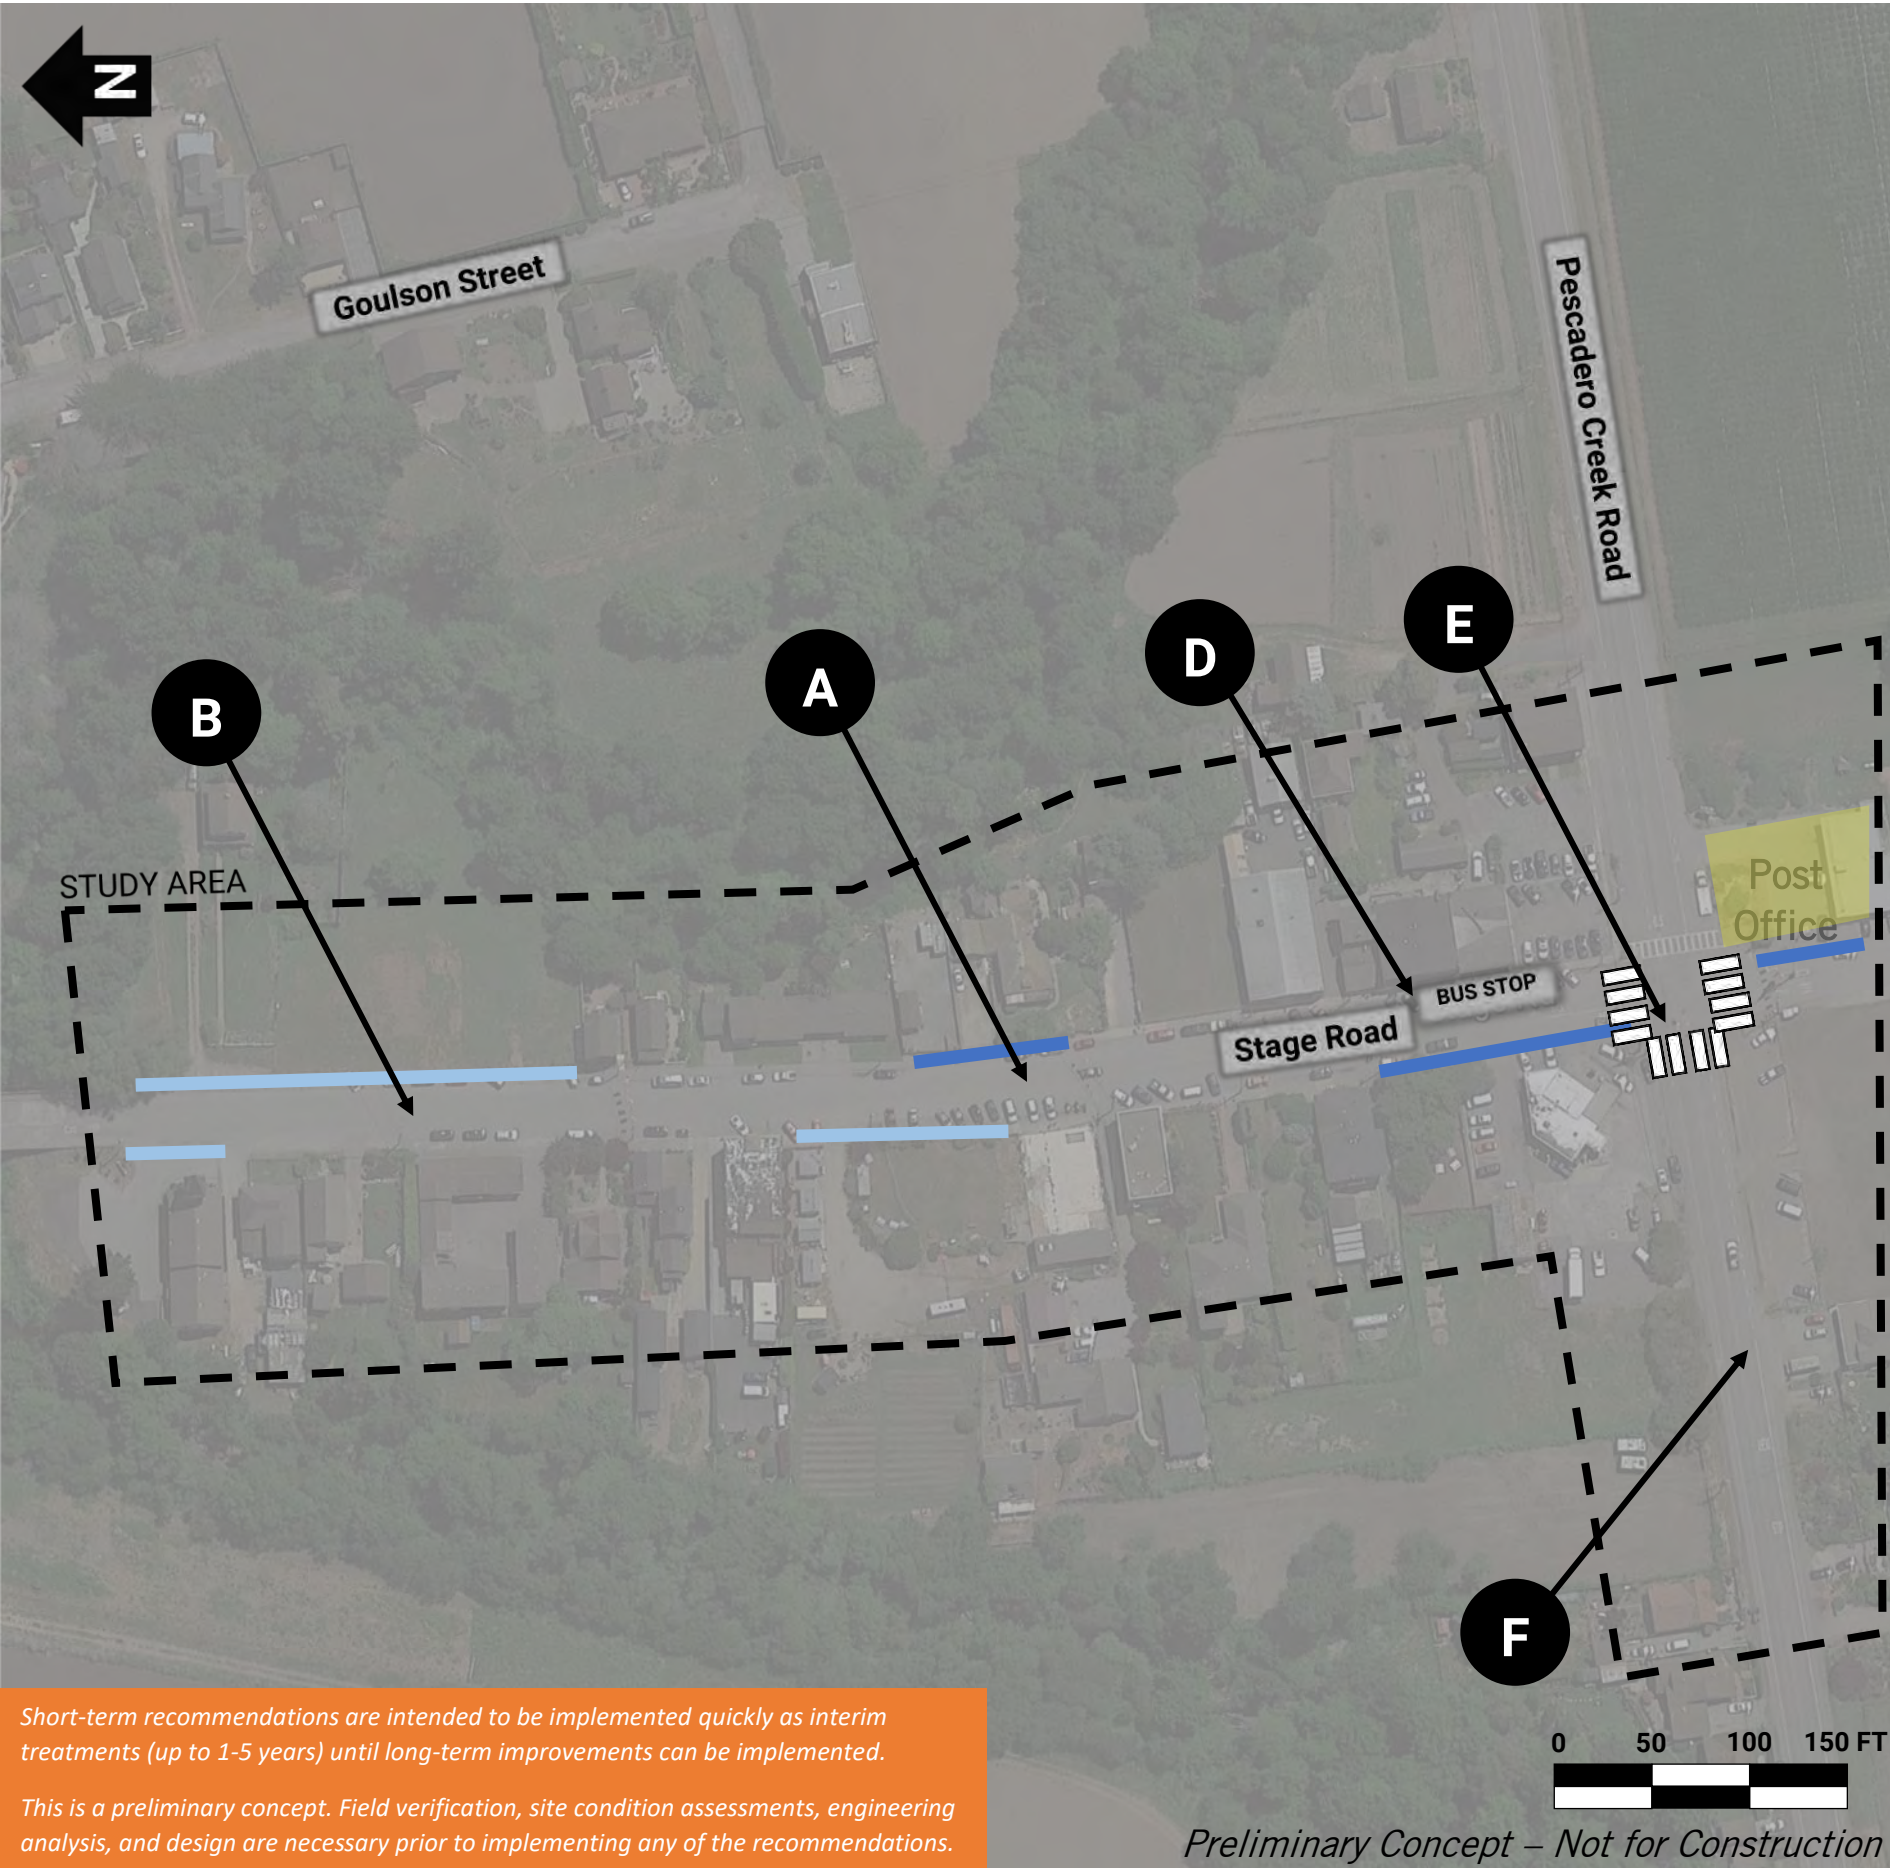 N
Goulson Street
Pescadero Creek Road
E
D
A
B
STUDY AREA
Post
Office
BUS STOP
Stage Road
F
Short-term recommendations are intended to be implemented quickly as interim
treatments (up to 1-5 years) until long-term improvements can be implemented.
This is a preliminary concept. Field verification, site condition assessments, engineering
analysis, and design are necessary prior to implementing any of the recommendations.
0 50 100 150 FT
Preliminary Concept – Not for Construction